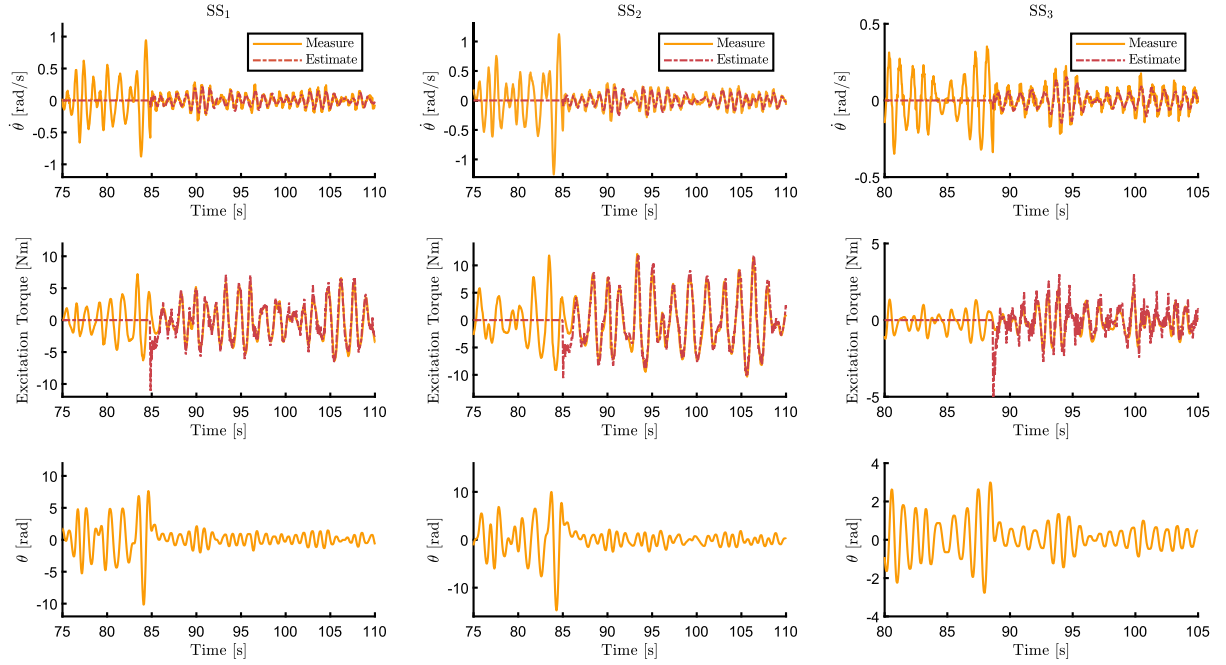 SS₁
1
0.5
0
-0.5
-1
θ̇ [rad/s]
75 80 85 90 95 100 105 110
Time [s]
Measure
Estimate
SS₂
1
0.5
0
-0.5
-1
θ̇ [rad/s]
75 80 85 90 95 100 105 110
Time [s]
Measure
Estimate
SS₃
0.5
0
-0.5
θ̇ [rad/s]
80 85 90 95 100 105
Time [s]
Measure
Estimate
10
5
0
-5
-10
Excitation Torque [Nm]
75 80 85 90 95 100 105 110
Time [s]
10
5
0
-5
-10
Excitation Torque [Nm]
75 80 85 90 95 100 105 110
Time [s]
5
0
-5
Excitation Torque [Nm]
80 85 90 95 100 105
Time [s]
10
5
0
-5
-10
θ [rad]
75 80 85 90 95 100 105 110
Time [s]
10
0
-10
θ [rad]
75 80 85 90 95 100 105 110
Time [s]
4
2
0
-2
-4
θ [rad]
80 85 90 95 100 105
Time [s]